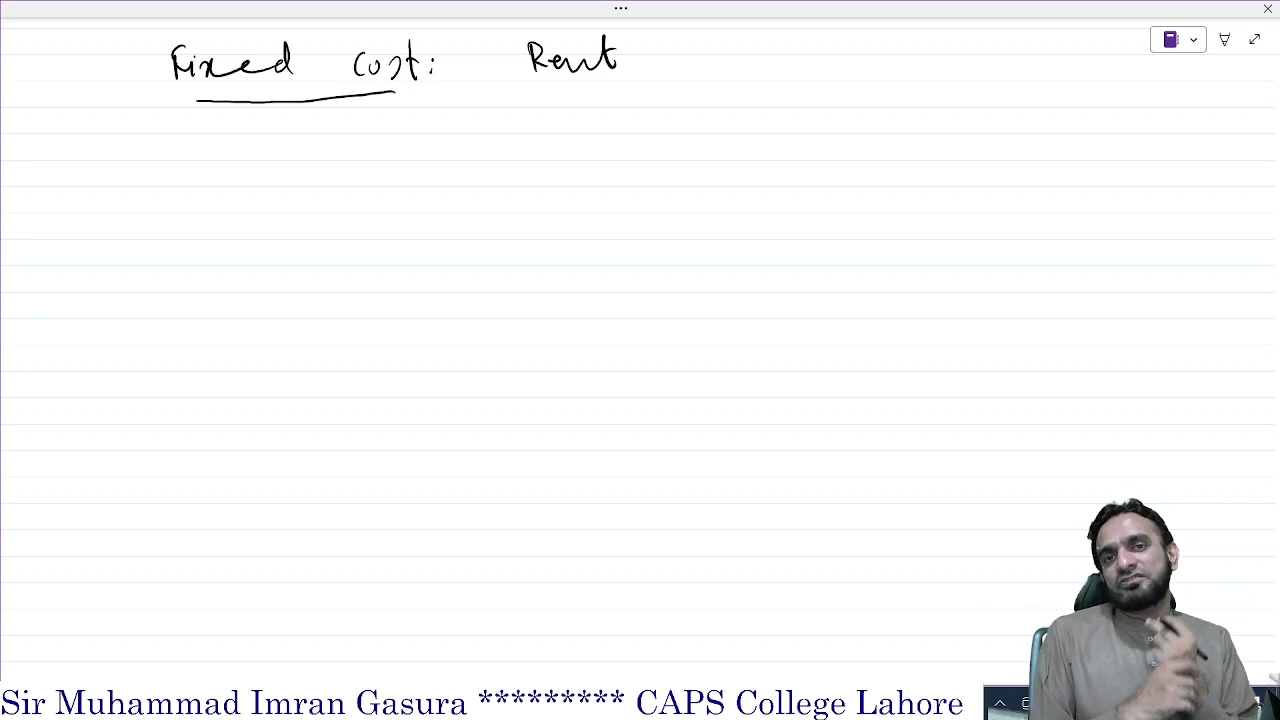 Fixed Cost: Rent
Sir Muhammad Imran Gasura ********* CAPS College Lahore